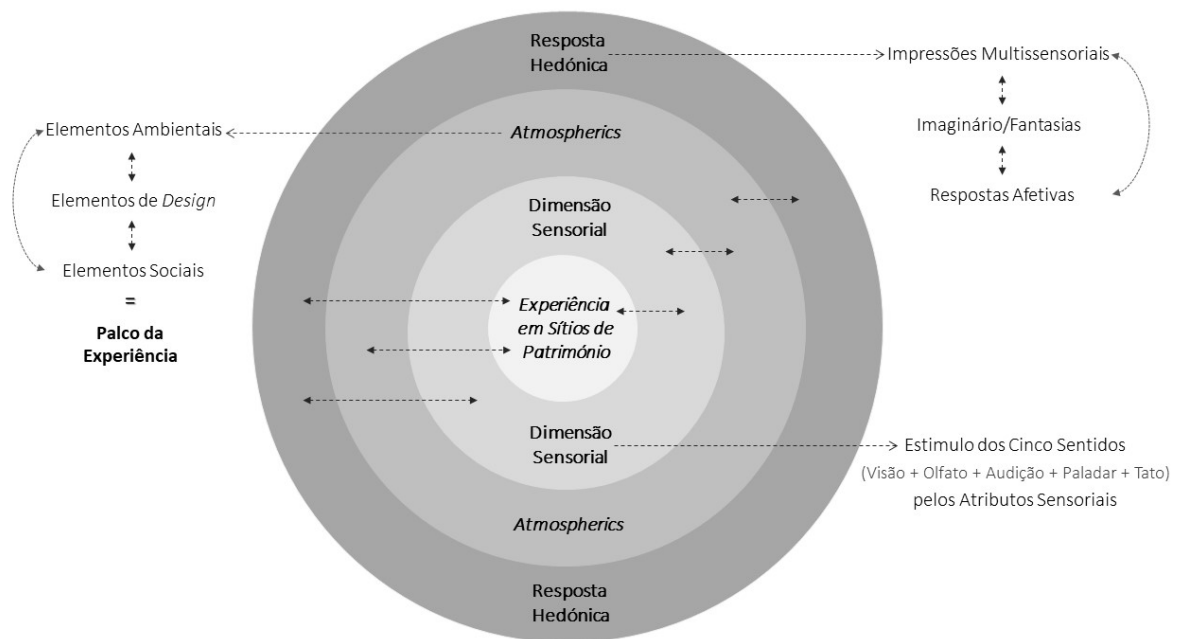 Resposta
Hedónica
Impressões Multissensoriais
Imaginário/Fantasias
Respostas Afetivas
Atmospherics
Elementos Ambientais
Elementos de Design
Elementos Sociais
=
Palco da
Experiência
Dimensão
Sensorial
Experiência
em Sítios de
Património
Dimensão
Sensorial
Estimulo dos Cinco Sentidos
(Visão + Olfato + Audição + Paladar + Tato)
pelos Atributos Sensoriais
Atmospherics
Resposta
Hedónica